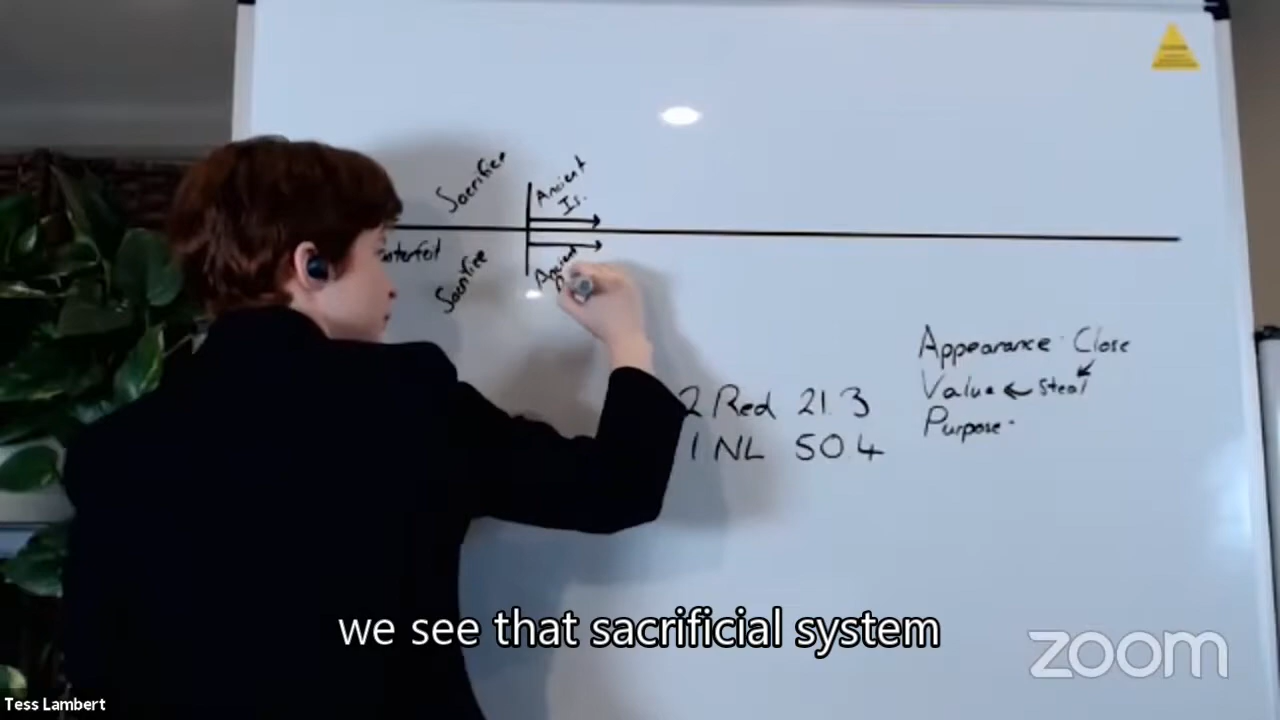 Sacrifice
Ancient
Is.
Sacrifice
Ancient
Appearance · Close
Value ← steal
Purpose ·
2 Red 21.3
1 NL 50.4
we see that sacrificial system
zoom
Tess Lambert